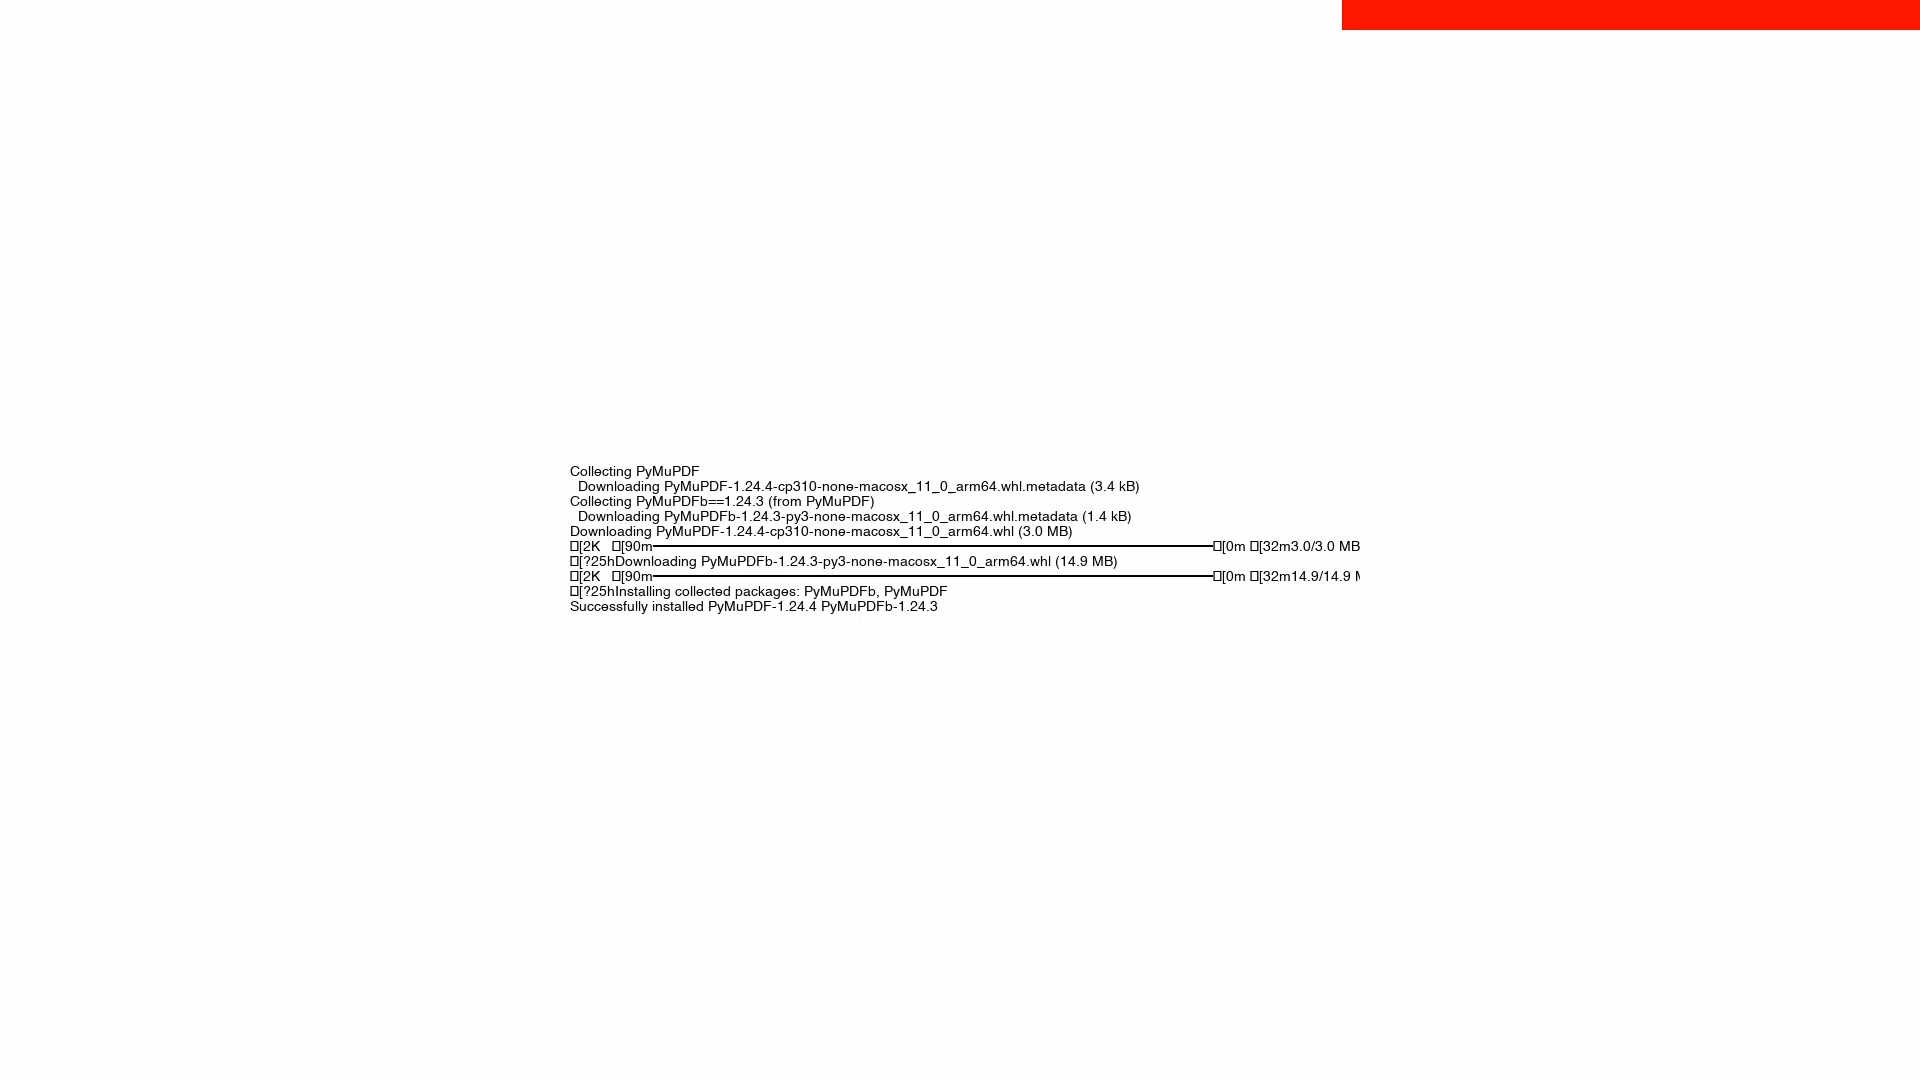 Collecting PyMuPDF
  Downloading PyMuPDF-1.24.4-cp310-none-macosx_11_0_arm64.whl.metadata (3.4 kB)
Collecting PyMuPDFb==1.24.3 (from PyMuPDF)
  Downloading PyMuPDFb-1.24.3-py3-none-macosx_11_0_arm64.whl.metadata (1.4 kB)
Downloading PyMuPDF-1.24.4-cp310-none-macosx_11_0_arm64.whl (3.0 MB)
□[2K   □[90m━━━━━━━━━━━━━━━━━━━━━━━━━━━━━━━━━━━━━━━━□[0m □[32m3.0/3.0 MB
□[?25hDownloading PyMuPDFb-1.24.3-py3-none-macosx_11_0_arm64.whl (14.9 MB)
□[2K   □[90m━━━━━━━━━━━━━━━━━━━━━━━━━━━━━━━━━━━━━━━━□[0m □[32m14.9/14.9
□[?25hInstalling collected packages: PyMuPDFb, PyMuPDF
Successfully installed PyMuPDF-1.24.4 PyMuPDFb-1.24.3